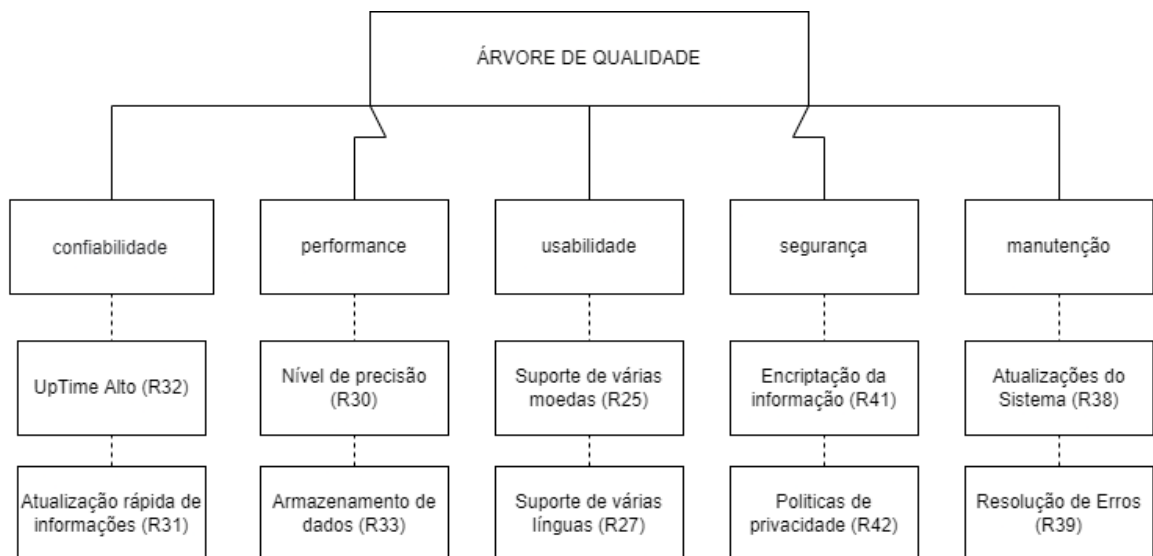 ÁRVORE DE QUALIDADE
confiabilidade
performance
usabilidade
segurança
manutenção
UpTime Alto (R32)
Nível de precisão
(R30)
Suporte de várias
moedas (R25)
Encriptação da
informação (R41)
Atualizações do
Sistema (R38)
Atualização rápida de
informações (R31)
Armazenamento de
dados (R33)
Suporte de várias
línguas (R27)
Politicas de
privacidade (R42)
Resolução de Erros
(R39)